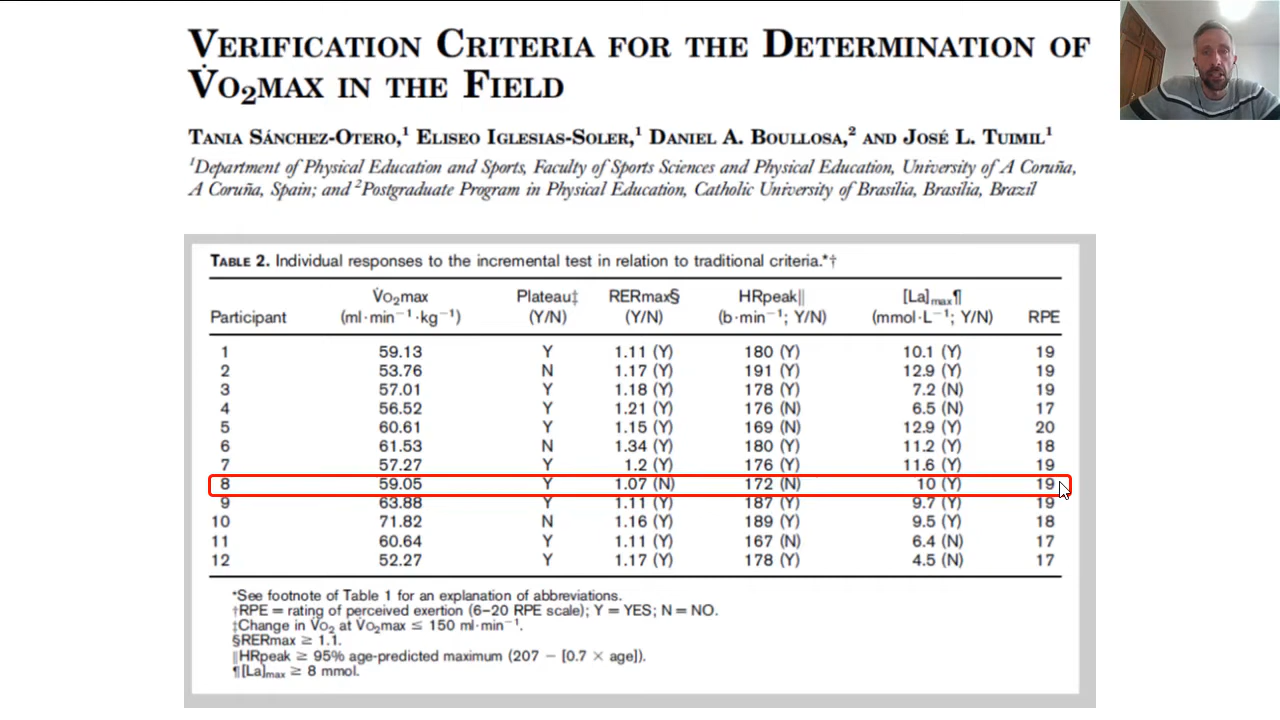 VERIFICATION CRITERIA FOR THE DETERMINATION OF
V̇O₂MAX IN THE FIELD
TANIA SÁNCHEZ-OTERO,¹ ELISEO IGLESIAS-SOLER,¹ DANIEL A. BOULLOSA,² AND JOSÉ L. TUIMIL¹
¹Department of Physical Education and Sports, Faculty of Sports Sciences and Physical Education, University of A Coruña,
A Coruña, Spain; and ²Postgraduate Program in Physical Education, Catholic University of Brasilia, Brasilia, Brazil
TABLE 2. Individual responses to the incremental test in relation to traditional criteria.*†
V̇O₂max Plateau‡ RERmax§ HRpeak|| [La]max¶
Participant (ml·min⁻¹·kg⁻¹) (Y/N) (Y/N) (b·min⁻¹; Y/N) (mmol·L⁻¹; Y/N) RPE
1 59.13 Y 1.11 (Y) 180 (Y) 10.1 (Y) 19
2 53.76 N 1.17 (Y) 191 (Y) 12.9 (Y) 19
3 57.01 Y 1.18 (Y) 178 (Y) 7.2 (N) 19
4 56.52 Y 1.21 (Y) 176 (N) 6.5 (N) 17
5 60.61 Y 1.15 (Y) 169 (N) 12.9 (Y) 20
6 61.53 N 1.34 (Y) 180 (Y) 11.2 (Y) 18
7 57.27 Y 1.2 (Y) 176 (Y) 11.6 (Y) 19
8 59.05 Y 1.07 (N) 172 (N) 10 (Y) 19
9 63.88 Y 1.11 (Y) 187 (Y) 9.7 (Y) 19
10 71.82 N 1.16 (Y) 189 (Y) 9.5 (Y) 18
11 60.64 Y 1.11 (Y) 167 (N) 6.4 (N) 17
12 52.27 Y 1.17 (Y) 178 (Y) 4.5 (N) 17
*See footnote of Table 1 for an explanation of abbreviations.
†RPE = rating of perceived exertion (6–20 RPE scale); Y = YES; N = NO.
‡Change in V̇O₂ at V̇O₂max ≤ 150 ml·min⁻¹.
§RERmax ≥ 1.1.
||HRpeak ≥ 95% age-predicted maximum (207 − [0.7 × age]).
¶[La]max ≥ 8 mmol.